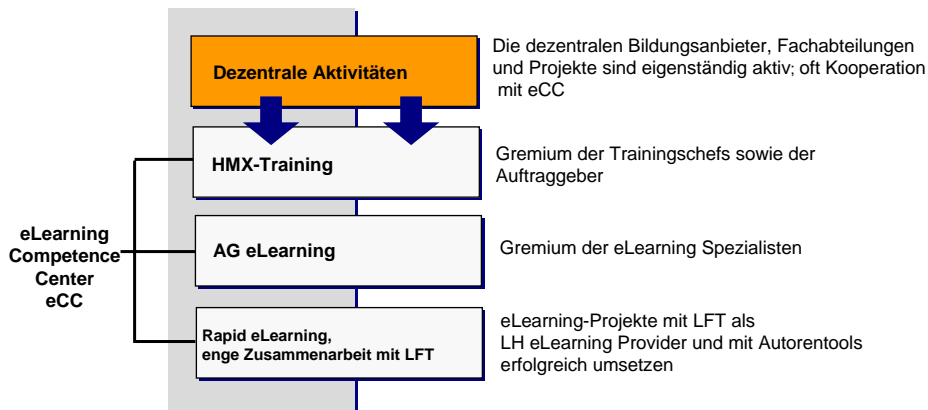 Dezentrale Aktivitäten
Die dezentralen Bildungsanbieter, Fachabteilungen
und Projekte sind eigenständig aktiv; oft Kooperation
mit eCC
HMX-Training
Gremium der Trainingschefs sowie der
Auftraggeber
eLearning
Competence
Center
eCC
AG eLearning
Gremium der eLearning Spezialisten
Rapid eLearning,
enge Zusammenarbeit mit LFT
eLearning-Projekte mit LFT als
LH eLearning Provider und mit Autorentools
erfolgreich umsetzen